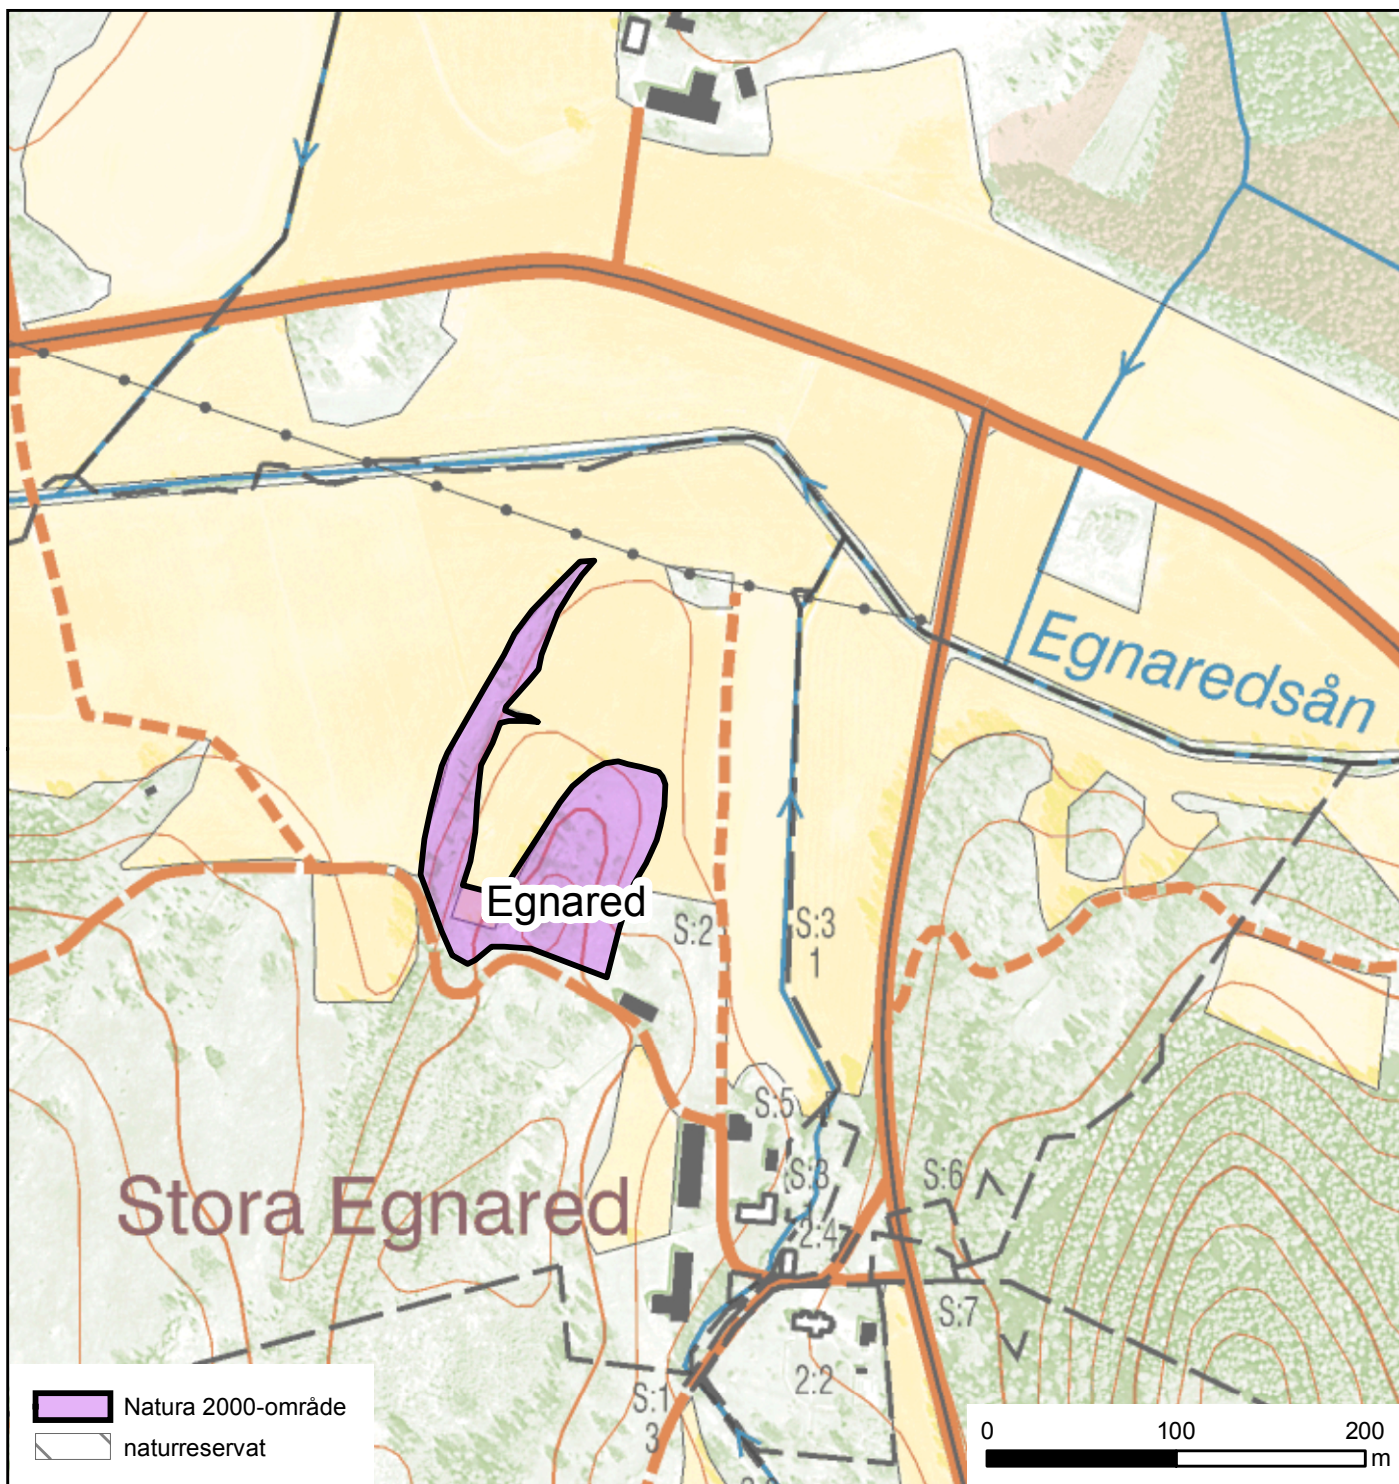 Egnaredsån
Egnared
S:2
S:3
1
S:5
S:3
S:6
2:4
S:7
Stora Egnared
2:2
S:1
3
Natura 2000-område
naturreservat
0 100 200
m